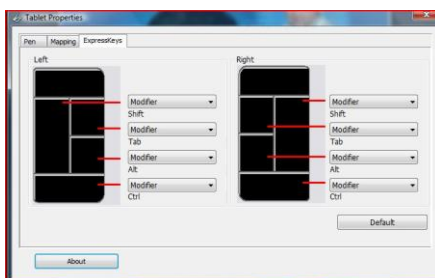 Tablet Properties
Pen Mapping ExpressKeys
Left Right
Modifier Modifier
Shift Shift
Modifier Modifier
Tab Tab
Modifier Modifier
Alt Alt
Modifier Modifier
Ctrl Ctrl
Default
About